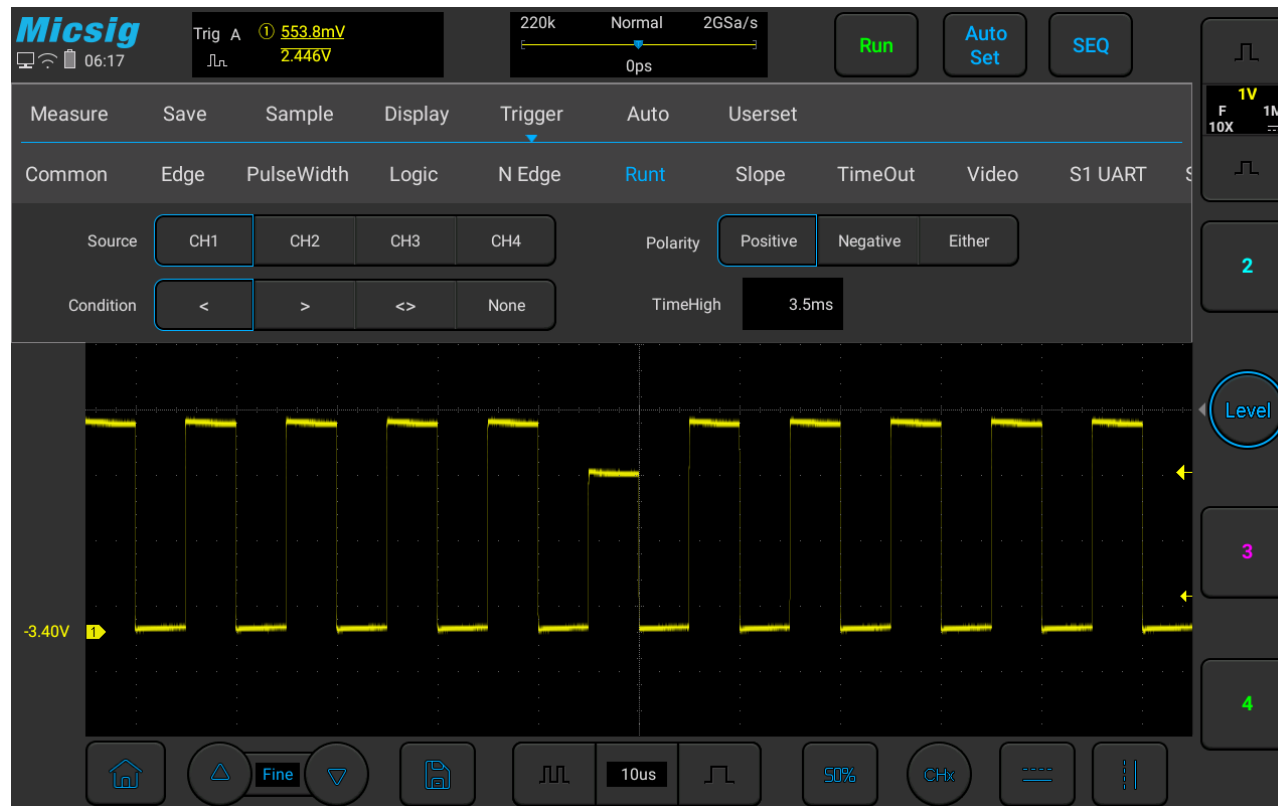 Micsig
06:17
Trig A ① 553.8mV
2.446V
220k Normal 2GSa/s
0ps
Run
Auto
Set
SEQ
1V
F 1M
10X
Measure Save Sample Display Trigger Auto Userset
Common Edge PulseWidth Logic N Edge Runt Slope TimeOut Video S1 UART
Source CH1 CH2 CH3 CH4 Polarity Positive Negative Either
Condition < > <> None TimeHigh 3.5ms
2
Level
3
-3.40V 1
4
Fine 10us 50% CHx